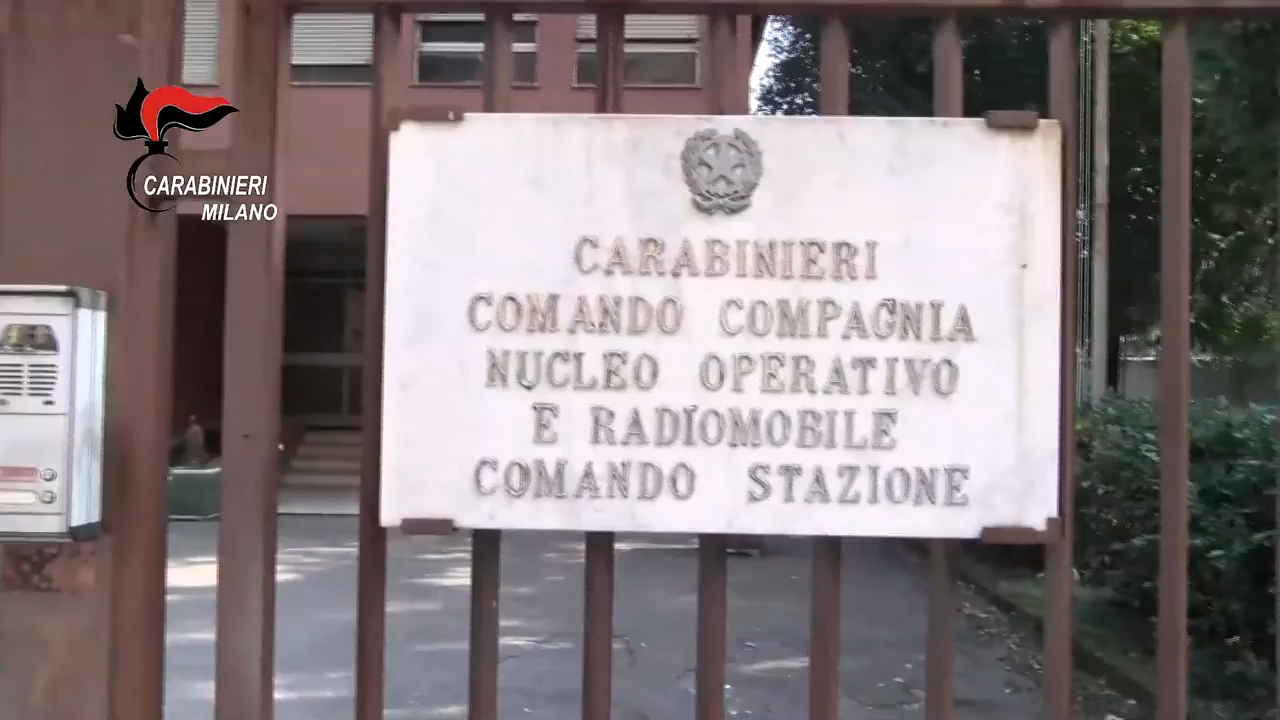 CARABINIERI
MILANO
CARABINIERI
COMANDO COMPAGNIA
NUCLEO OPERATIVO
E RADIOMOBILE
COMANDO STAZIONE